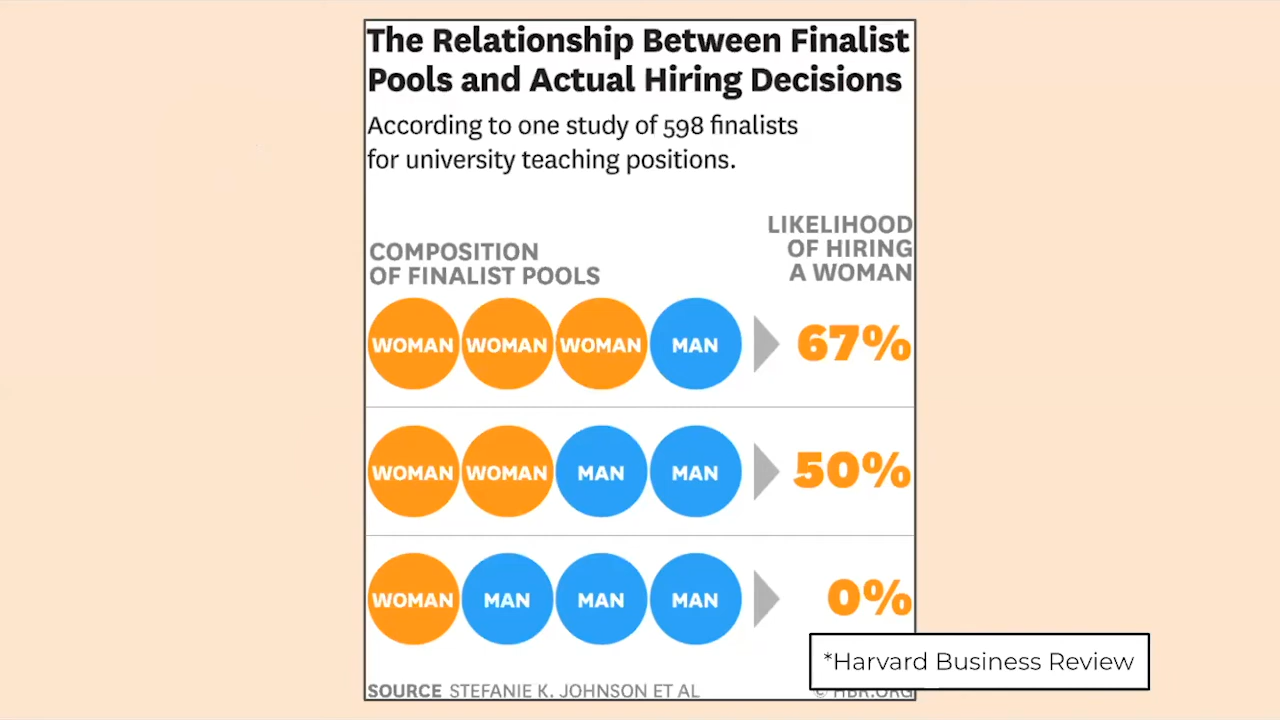 The Relationship Between Finalist
Pools and Actual Hiring Decisions
According to one study of 598 finalists
for university teaching positions.
COMPOSITION
OF FINALIST POOLS
LIKELIHOOD
OF HIRING
A WOMAN
WOMAN WOMAN WOMAN MAN 67%
WOMAN WOMAN MAN MAN 50%
WOMAN MAN MAN MAN 0%
*Harvard Business Review
SOURCE STEFANIE K. JOHNSON ET AL
© HBR.ORG